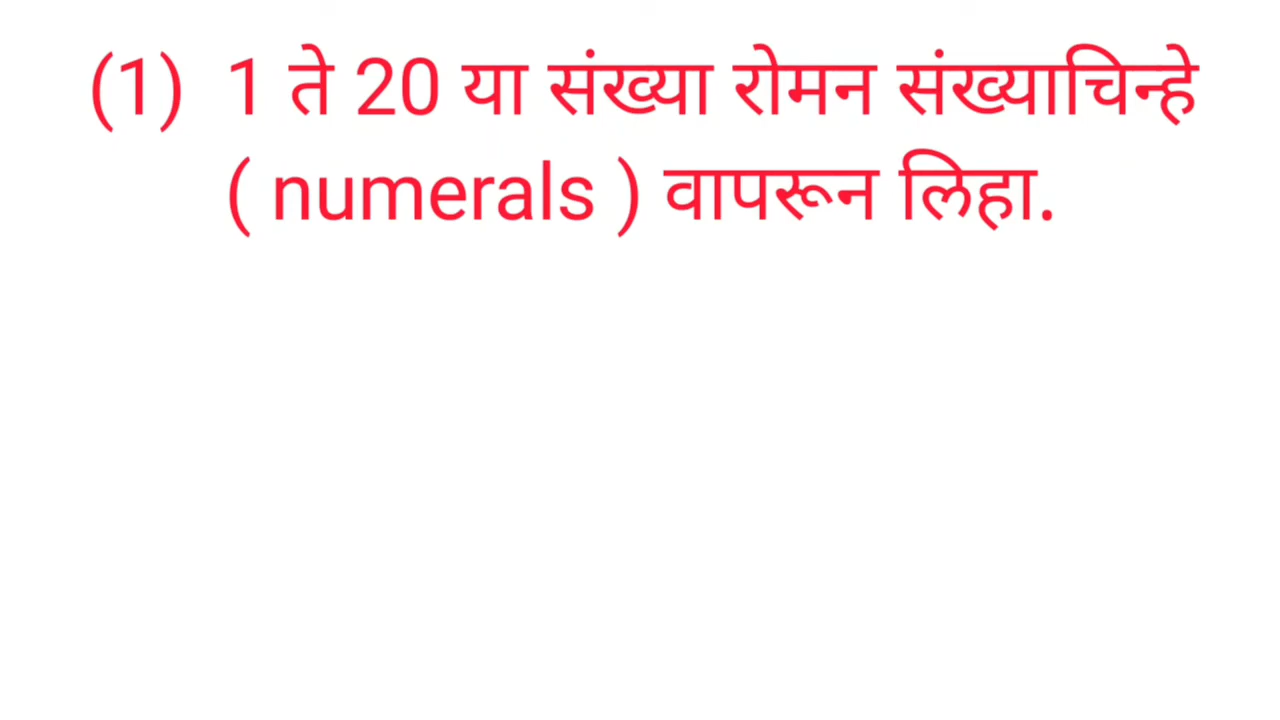 (1) 1 ते 20 या संख्या रोमन संख्याचिन्हे
( numerals ) वापरून लिहा.